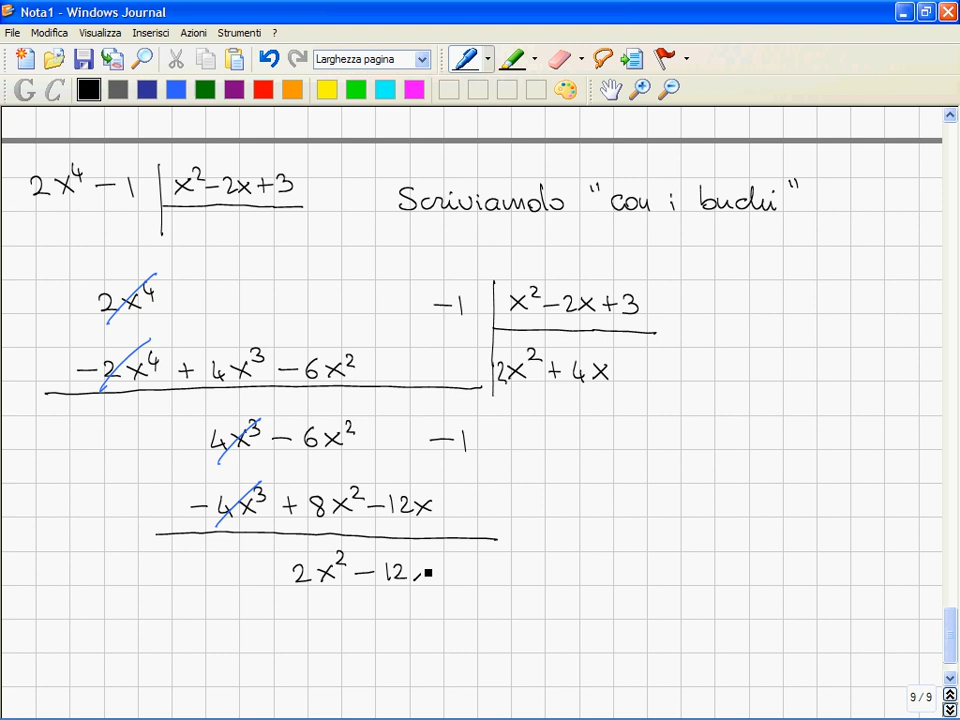 Nota1 - Windows Journal
File Modifica Visualizza Inserisci Azioni Strumenti ?
Larghezza pagina
G C
2x⁴ - 1 | x² - 2x + 3
Scriviamolo "con i buchi"
2x⁴ -1 | x² - 2x + 3
-2x⁴ + 4x³ - 6x² | 2x² + 4x
4x³ - 6x² -1
-4x³ + 8x² - 12x
2x² - 12
9 / 9